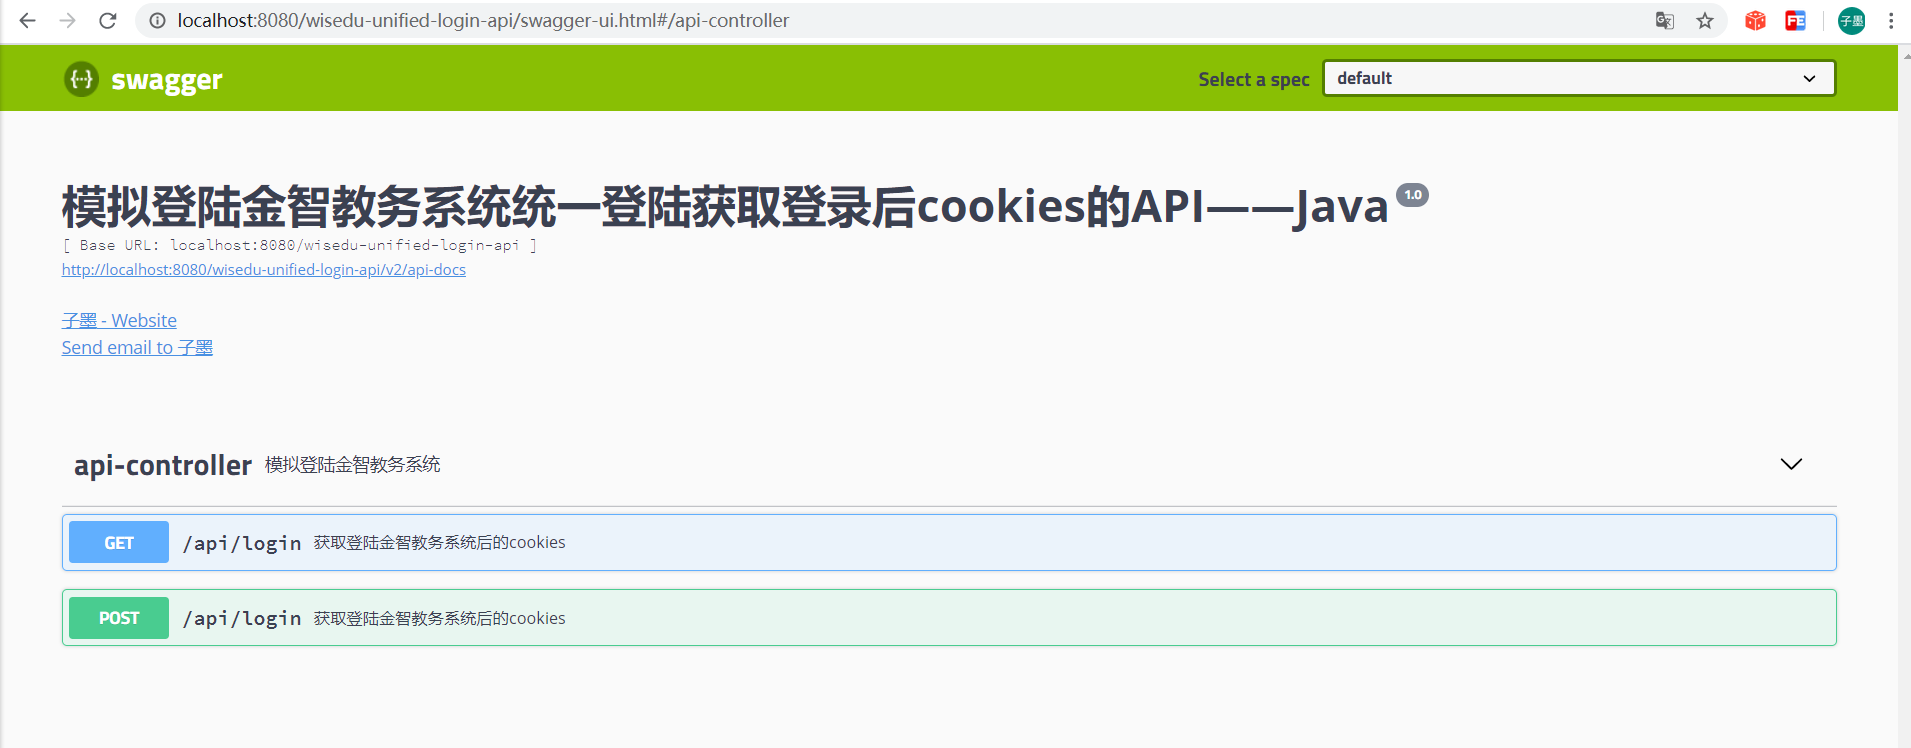 localhost:8080/wisedu-unified-login-api/swagger-ui.html#/api-controller
子墨
swagger
Select a spec
default
模拟登陆金智教务系统统一登陆获取登录后cookies的API——Java 1.0
[ Base URL: localhost:8080/wisedu-unified-login-api ]
http://localhost:8080/wisedu-unified-login-api/v2/api-docs
子墨 - Website
Send email to 子墨
api-controller 模拟登陆金智教务系统
GET /api/login 获取登陆金智教务系统后的cookies
POST /api/login 获取登陆金智教务系统后的cookies